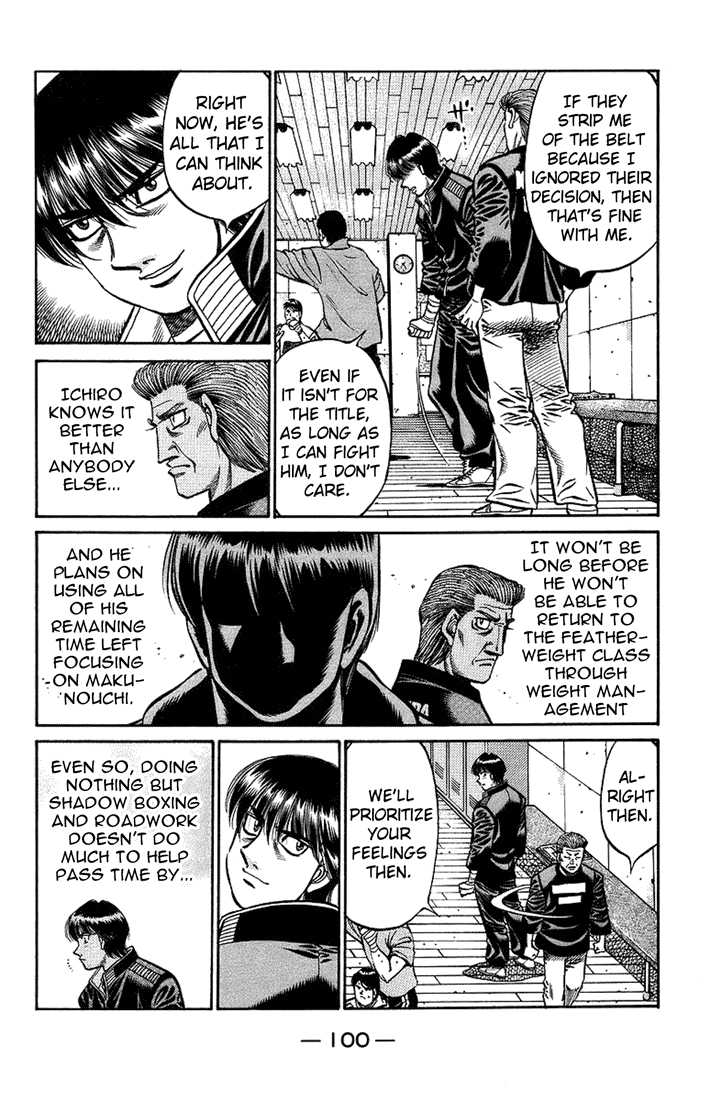 IF THEY
STRIP ME
OF THE BELT
BECAUSE I
IGNORED THEIR
DECISION, THEN
THAT'S FINE
WITH ME.
EVEN IF
IT ISN'T FOR
THE TITLE,
AS LONG AS
I CAN FIGHT
HIM, I DON'T
CARE.
RIGHT
NOW, HE'S
ALL THAT I
CAN THINK
ABOUT.
ICHIRO
KNOWS IT
BETTER
THAN
ANYBODY
ELSE...
IT WON'T BE
LONG BEFORE
HE WON'T
BE ABLE TO
RETURN TO
THE FEATHER-
WEIGHT CLASS
THROUGH
WEIGHT MAN-
AGEMENT
AND HE
PLANS ON
USING ALL
OF HIS
REMAINING
TIME LEFT
FOCUSING
ON MAKU-
NOUCHI.
AL-
RIGHT
THEN.
WE'LL
PRIORITIZE
YOUR
FEELINGS
THEN.
EVEN SO, DOING
NOTHING BUT
SHADOW BOXING
AND ROADWORK
DOESN'T DO
MUCH TO HELP
PASS TIME BY...
— 100 —